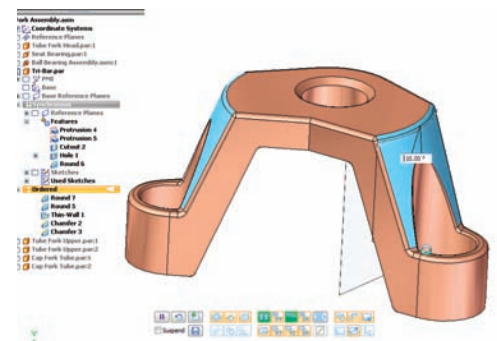 ork Assembly.asm
Coordinate Systems
Reference Planes
Tube Fork Head.par:1
Seat Bearing.par:1
Ball Bearing Assembly.asm:1
Tri-Bar.par
PMI
Base
Base Reference Planes
Synchronous
Reference Planes
Features
Protrusion 4
Protrusion 5
Cutout 2
Hole 1
Round 6
Sketches
Used Sketches
Ordered
Round 7
Round 5
Thin-Wall 1
Chamfer 2
Chamfer 3
Tube Fork Upper.par:1
Tube Fork Upper.par:2
Cap Fork Tube.par:1
Cap Fork Tube.par:2
Suspend